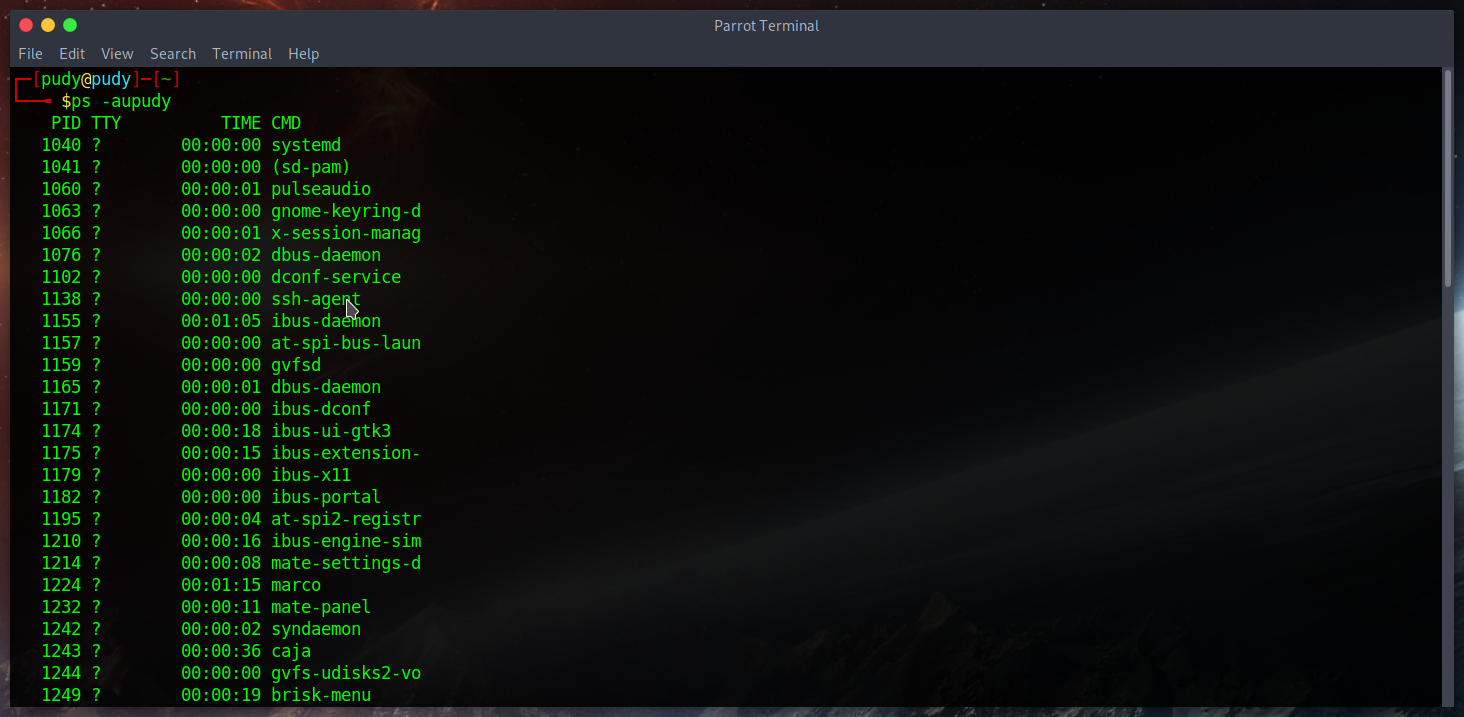 Parrot Terminal
File Edit View Search Terminal Help
[pudy@pudy]─[~]
$ps -aupudy
PID TTY TIME CMD
1040 ? 00:00:00 systemd
1041 ? 00:00:00 (sd-pam)
1060 ? 00:00:01 pulseaudio
1063 ? 00:00:00 gnome-keyring-d
1066 ? 00:00:01 x-session-manag
1076 ? 00:00:02 dbus-daemon
1102 ? 00:00:00 dconf-service
1138 ? 00:00:00 ssh-agent
1155 ? 00:01:05 ibus-daemon
1157 ? 00:00:00 at-spi-bus-laun
1159 ? 00:00:00 gvfsd
1165 ? 00:00:01 dbus-daemon
1171 ? 00:00:00 ibus-dconf
1174 ? 00:00:18 ibus-ui-gtk3
1175 ? 00:00:15 ibus-extension-
1179 ? 00:00:00 ibus-x11
1182 ? 00:00:00 ibus-portal
1195 ? 00:00:04 at-spi2-registr
1210 ? 00:00:16 ibus-engine-sim
1214 ? 00:00:08 mate-settings-d
1224 ? 00:01:15 marco
1232 ? 00:00:11 mate-panel
1242 ? 00:00:02 syndaemon
1243 ? 00:00:36 caja
1244 ? 00:00:00 gvfs-udisks2-vo
1249 ? 00:00:19 brisk-menu